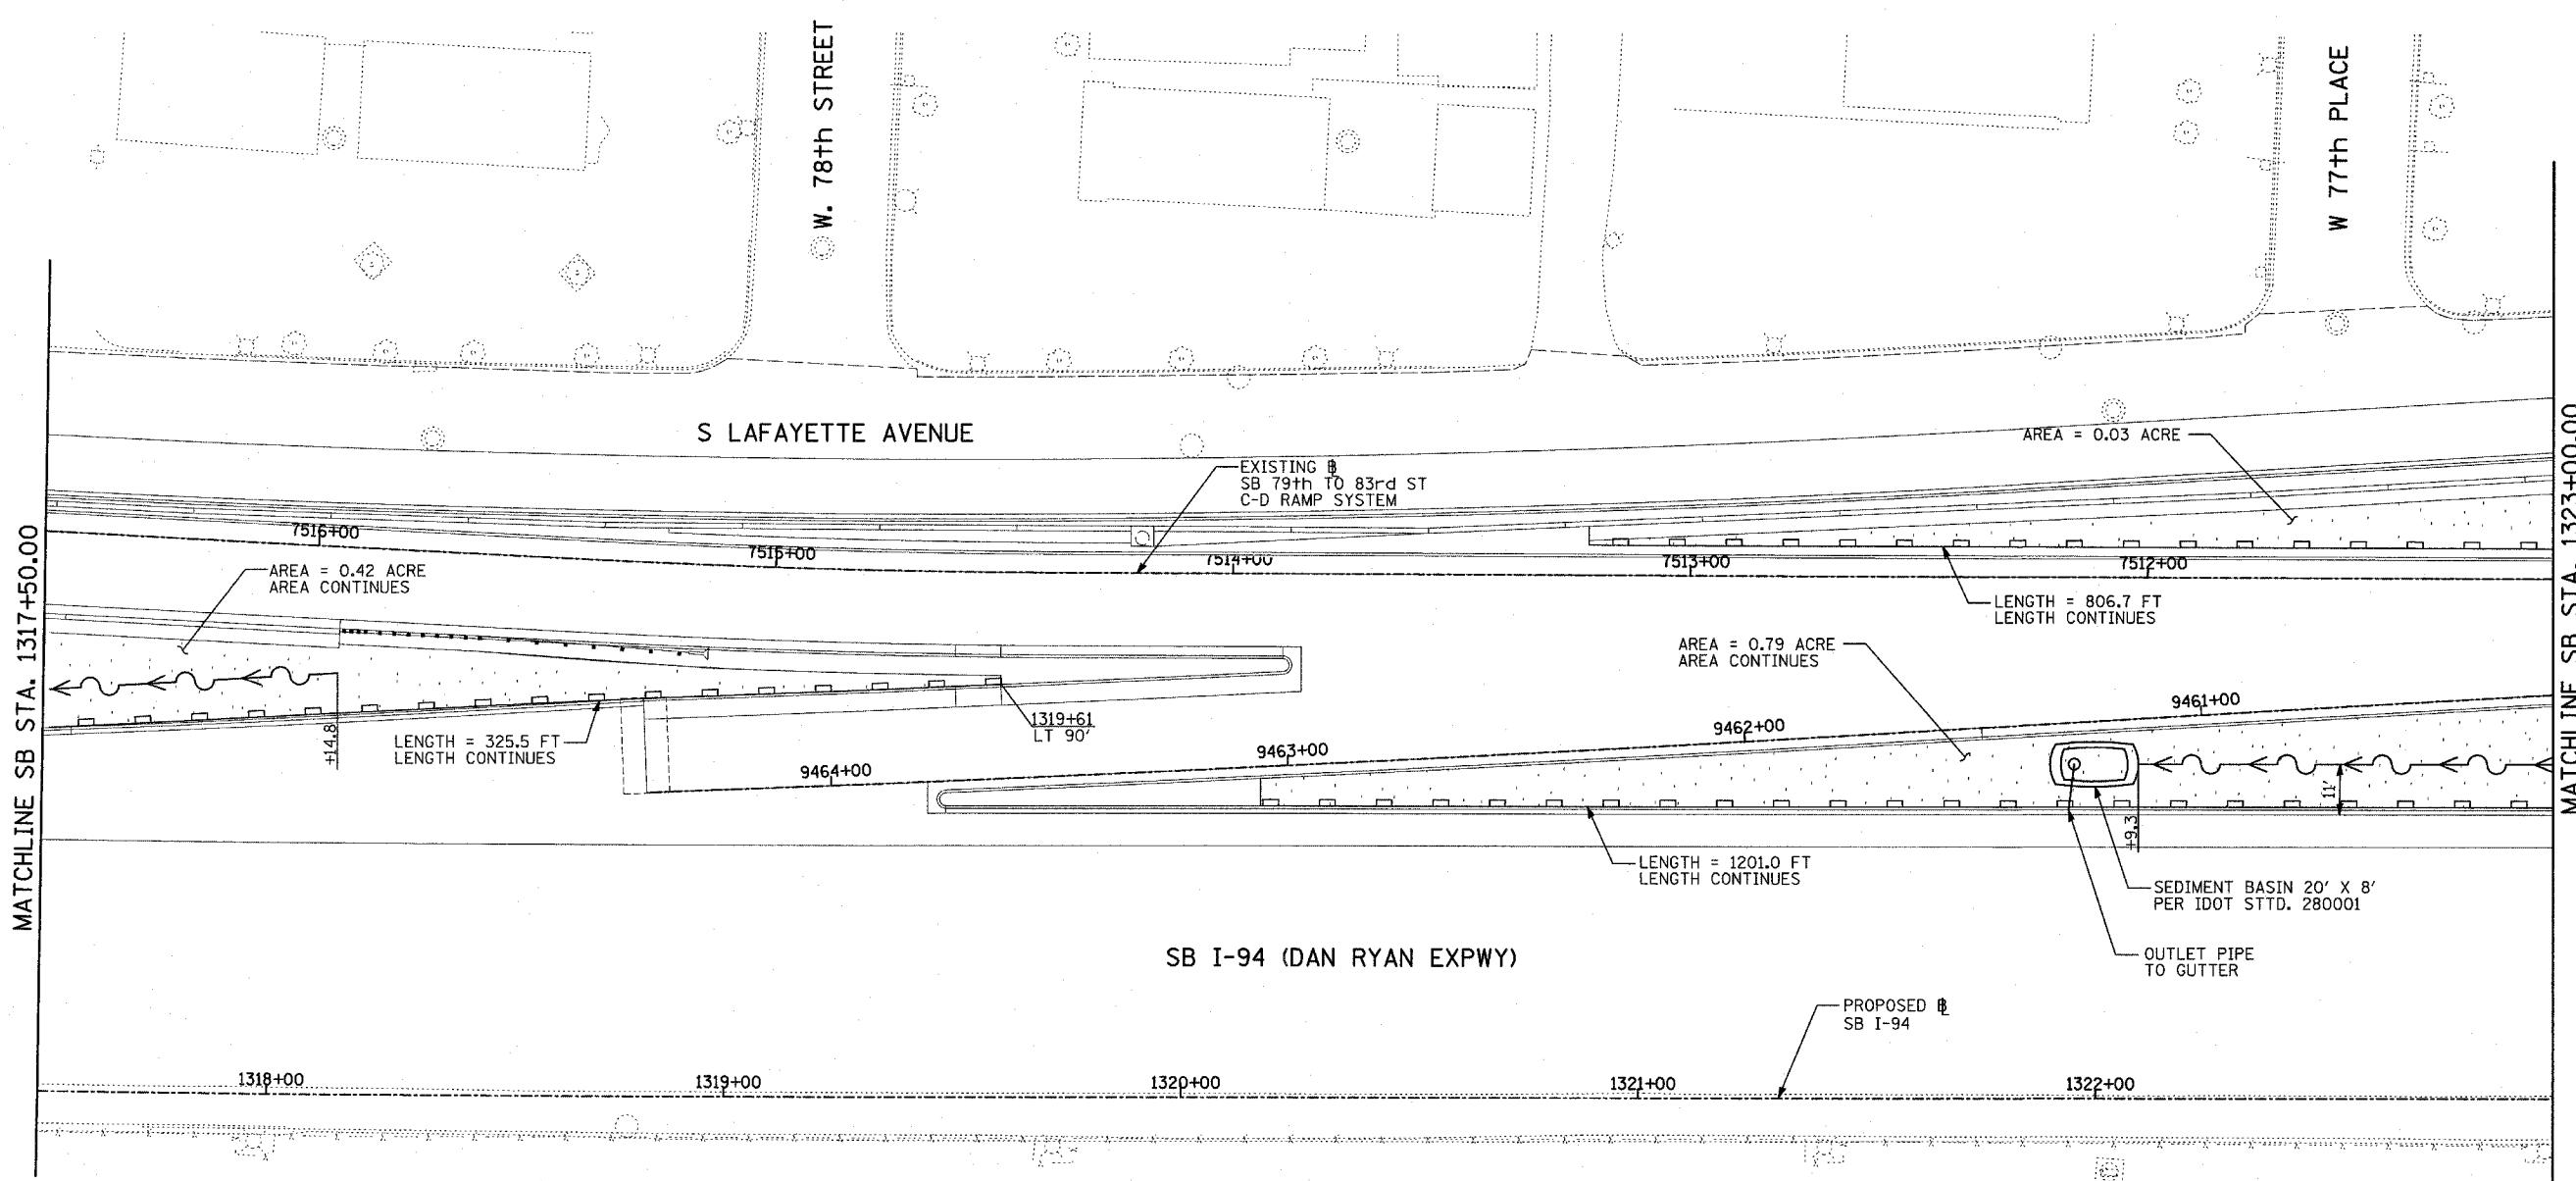 W. 78th STREET
W 77th PLACE
S LAFAYETTE AVENUE
AREA = 0.03 ACRE
EXISTING B
SB 79th TO 83rd ST
C-D RAMP SYSTEM
7516+00
7515+00
7514+00
7513+00
7512+00
MATCHLINE SB STA. 1317+50.00
MATCHLINE SB STA. 1323+00.00
AREA = 0.42 ACRE
AREA CONTINUES
LENGTH = 806.7 FT
LENGTH CONTINUES
AREA = 0.79 ACRE
AREA CONTINUES
+14.8
LENGTH = 325.5 FT
LENGTH CONTINUES
1319+61
LT 90'
9464+00
9463+00
9462+00
9461+00
11'
+9.3
LENGTH = 1201.0 FT
LENGTH CONTINUES
SEDIMENT BASIN 20' X 8'
PER IDOT STTD. 280001
OUTLET PIPE
TO GUTTER
SB I-94 (DAN RYAN EXPWY)
PROPOSED B
SB I-94
1318+00
1319+00
1320+00
1321+00
1322+00